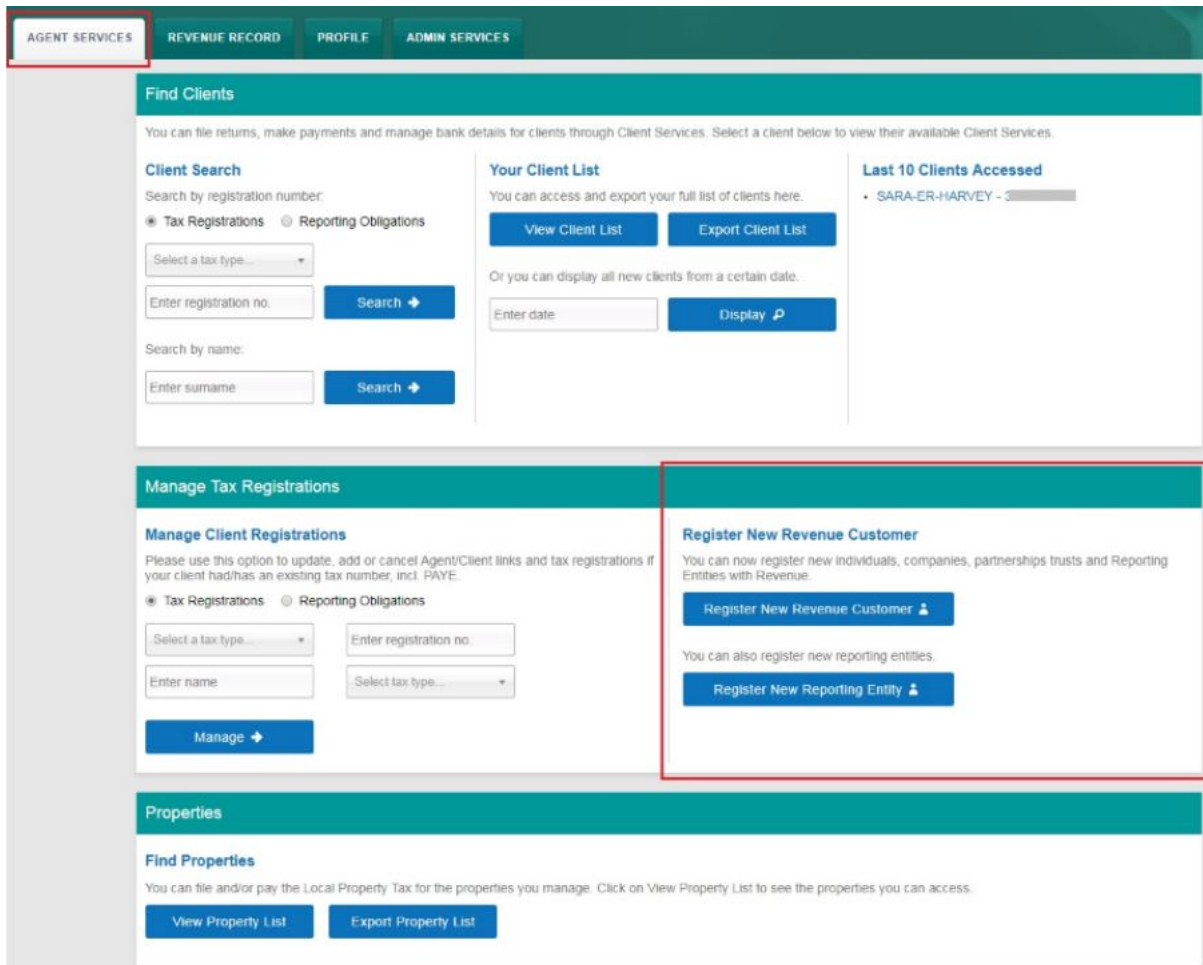 AGENT SERVICES
REVENUE RECORD
PROFILE
ADMIN SERVICES
Find Clients
You can file returns, make payments and manage bank details for clients through Client Services. Select a client below to view their available Client Services.
Client Search
Search by registration number:
Tax Registrations
Reporting Obligations
Select a tax type...
Enter registration no.
Search
Search by name:
Enter surname
Search
Your Client List
You can access and export your full list of clients here.
View Client List
Export Client List
Or you can display all new clients from a certain date.
Enter date
Display
Last 10 Clients Accessed
SARA-ER-HARVEY - 3
Manage Tax Registrations
Manage Client Registrations
Please use this option to update, add or cancel Agent/Client links and tax registrations if
your client had/has an existing tax number, incl. PAYE.
Tax Registrations
Reporting Obligations
Select a tax type...
Enter registration no.
Enter name
Select tax type...
Manage
Register New Revenue Customer
You can now register new individuals, companies, partnerships trusts and Reporting
Entities with Revenue.
Register New Revenue Customer
You can also register new reporting entities.
Register New Reporting Entity
Properties
Find Properties
You can file and/or pay the Local Property Tax for the properties you manage. Click on View Property List to see the properties you can access.
View Property List
Export Property List